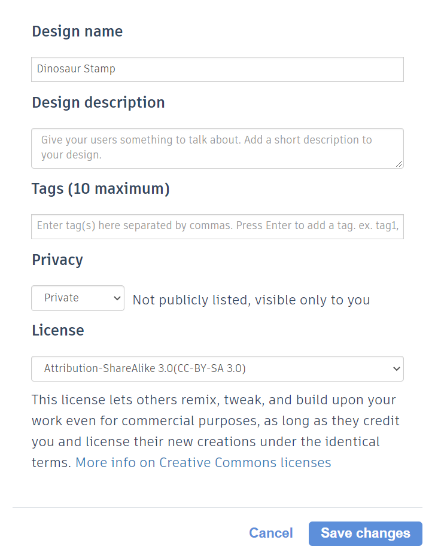 Design name
Dinosaur Stamp
Design description
Give your users something to talk about. Add a short description to
your design.
Tags (10 maximum)
Enter tag(s) here separated by commas. Press Enter to add a tag. ex. tag1,
Privacy
Private Not publicly listed, visible only to you
License
Attribution-ShareAlike 3.0(CC-BY-SA 3.0)
This license lets others remix, tweak, and build upon your
work even for commercial purposes, as long as they credit
you and license their new creations under the identical
terms. More info on Creative Commons licenses
Cancel Save changes